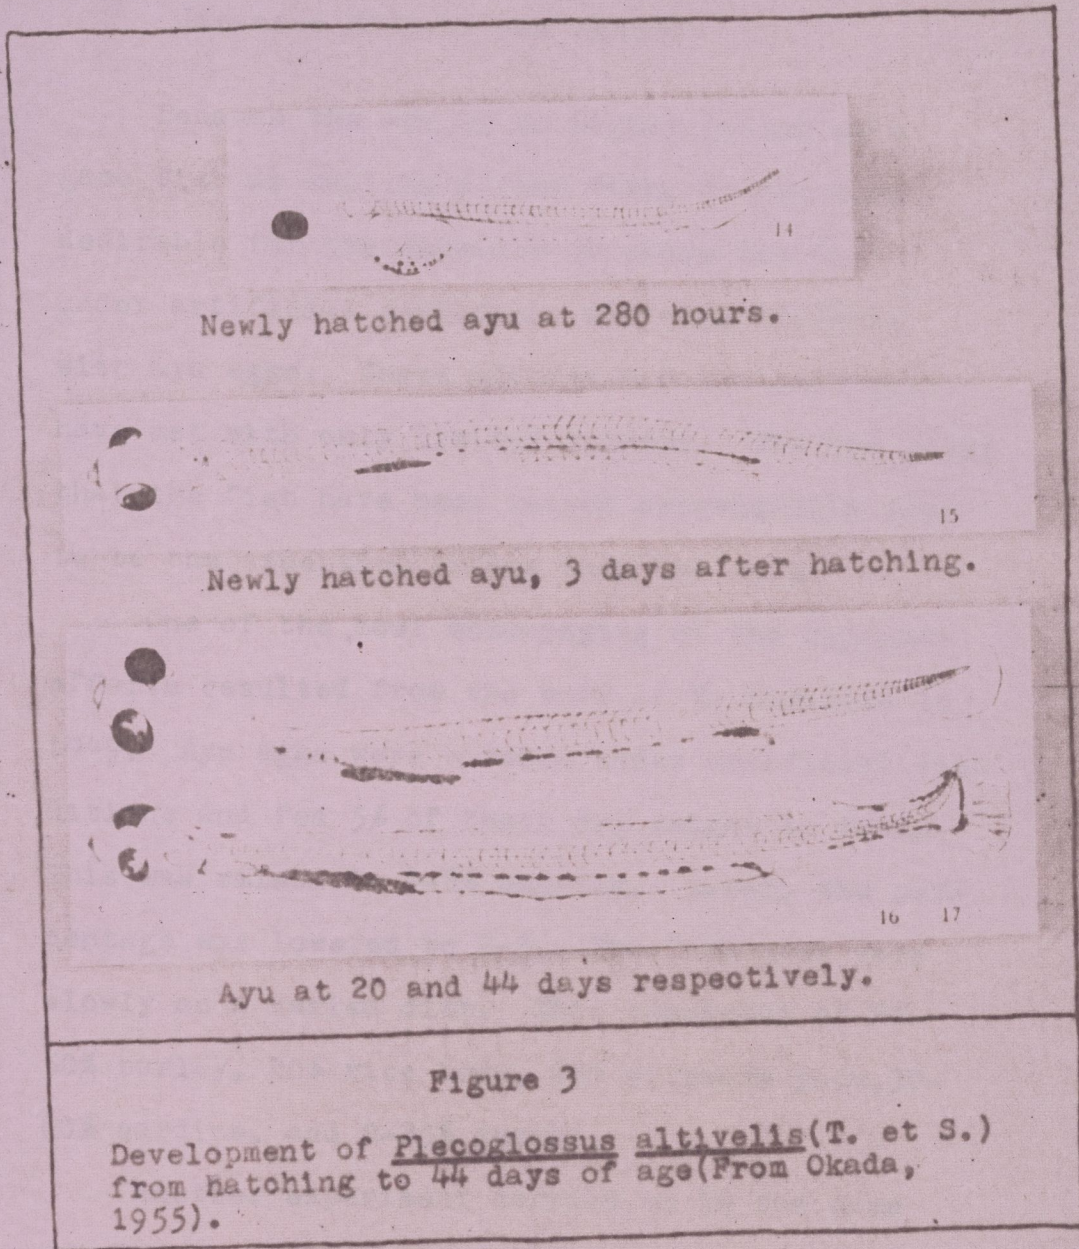 14
Newly hatched ayu at 280 hours.
15
Newly hatched ayu, 3 days after hatching.
16 17
Ayu at 20 and 44 days respectively.
Figure 3
Development of Plecoglossus altivelis(T. et S.)
from hatching to 44 days of age(From Okada,
1955).